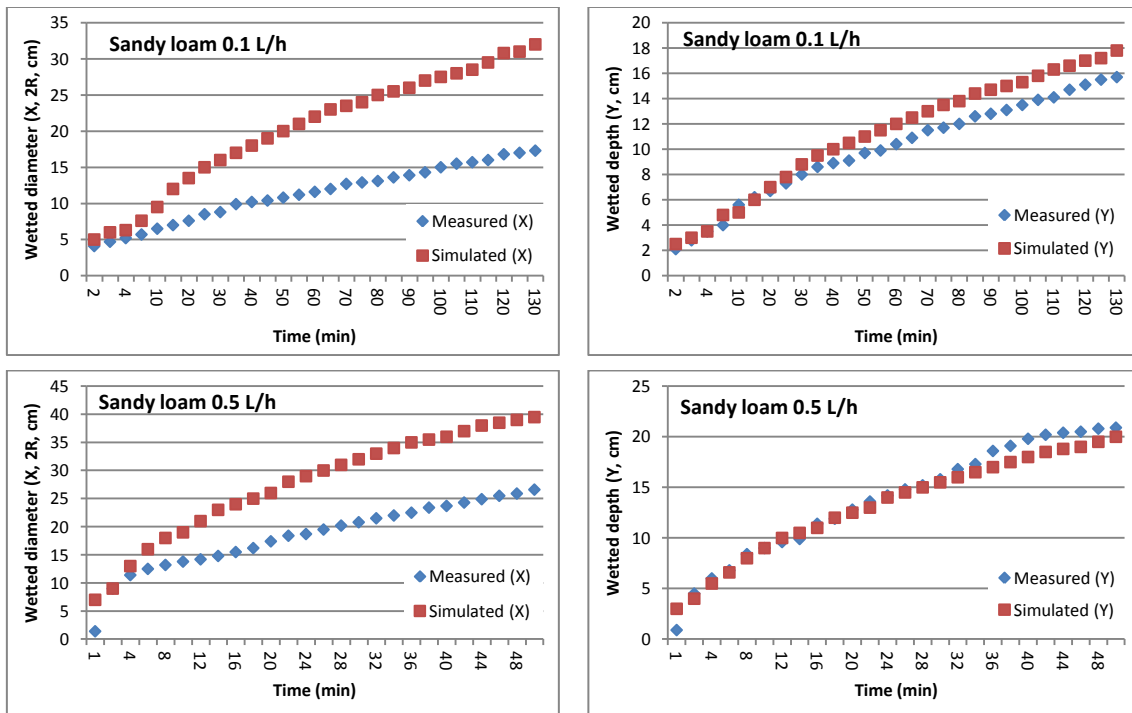 Sandy loam 0.1 L/h
Wetted diameter (X, 2R, cm)
35
30
25
20
15
10
5
0
Measured (X)
Simulated (X)
2 4 10 20 30 40 50 60 70 80 90 100 110 120 130
Time (min)
Sandy loam 0.1 L/h
Wetted depth (Y, cm)
20
18
16
14
12
10
8
6
4
2
0
Measured (Y)
Simulated (Y)
2 4 10 20 30 40 50 60 70 80 90 100 110 120 130
Time (min)
Sandy loam 0.5 L/h
Wetted diameter (X, 2R, cm)
45
40
35
30
25
20
15
10
5
0
Measured (X)
Simulated (X)
1 4 8 12 16 20 24 28 32 36 40 44 48
Time (min)
Sandy loam 0.5 L/h
Wetted depth (Y, cm)
25
20
15
10
5
0
Measured (Y)
Simulated (Y)
1 4 8 12 16 20 24 28 32 36 40 44 48
Time (min)